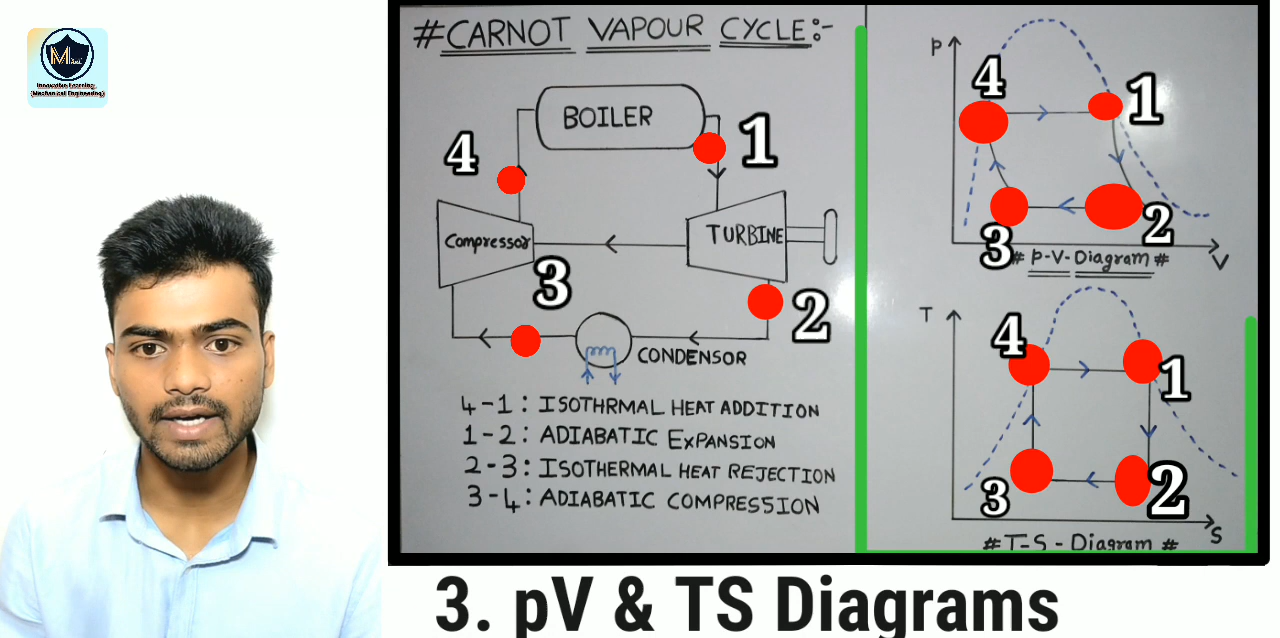 Innovative Learning
(Mechanical Engineering)
#CARNOT VAPOUR CYCLE:-
BOILER
4
1
Compressor
TURBINE
3
2
CONDENSOR
4-1: ISOTHRMAL HEAT ADDITION
1-2: ADIABATIC EXPANSION
2-3: ISOTHERMAL HEAT REJECTION
3-4: ADIABATIC COMPRESSION
P
4
1
2
3
# P-V-Diagram #
V
T
4
1
3
2
S
# T-S-Diagram #
3. pV & TS Diagrams